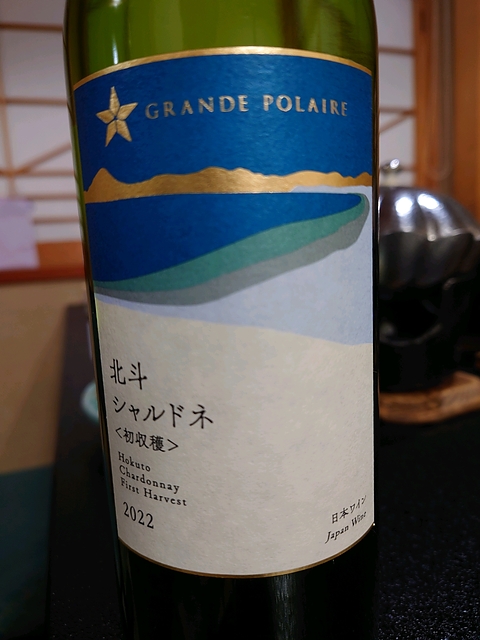 GRANDE POLAIRE
北斗
シャルドネ
<初収穫>
Hokuto
Chardonnay
First Harvest
2022
日本ワイン
Japan Wine